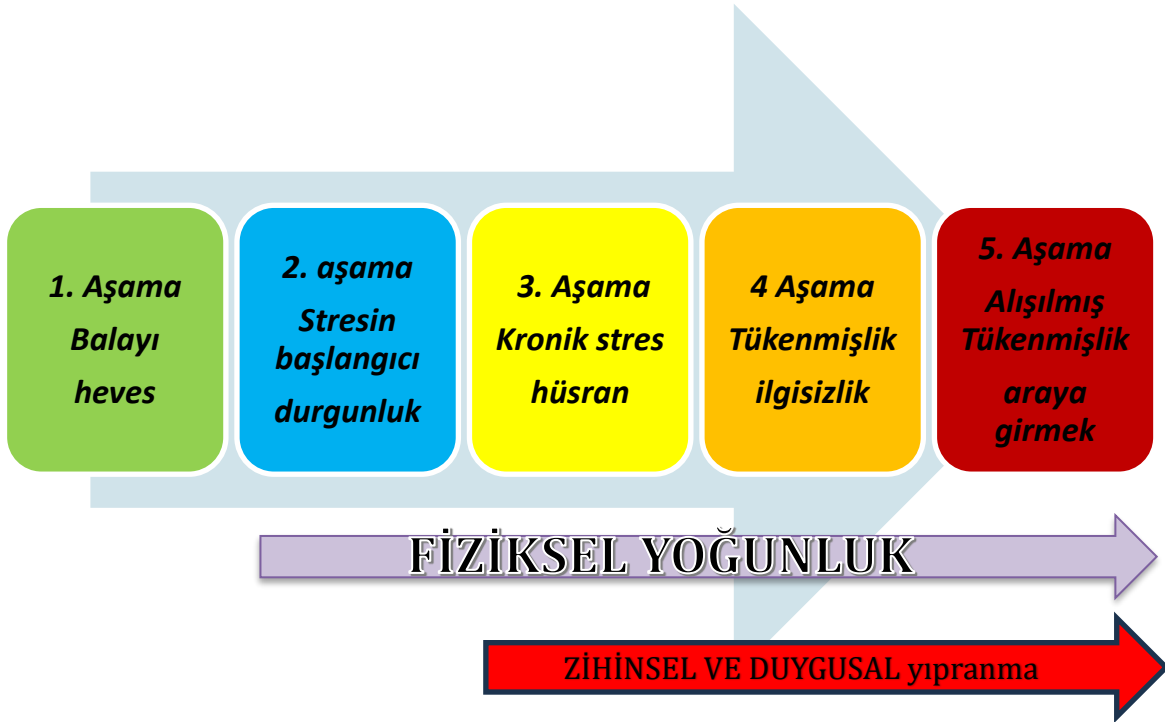 1. Aşama
Balayı
heves
2. aşama
Stresin
başlangıcı
durgunluk
3. Aşama
Kronik stres
hüsran
4 Aşama
Tükenmişlik
ilgisizlik
5. Aşama
Alışılmış
Tükenmişlik
araya
girmek
FİZİKSEL YOĞUNLUK
ZİHİNSEL VE DUYGUSAL yıpranma